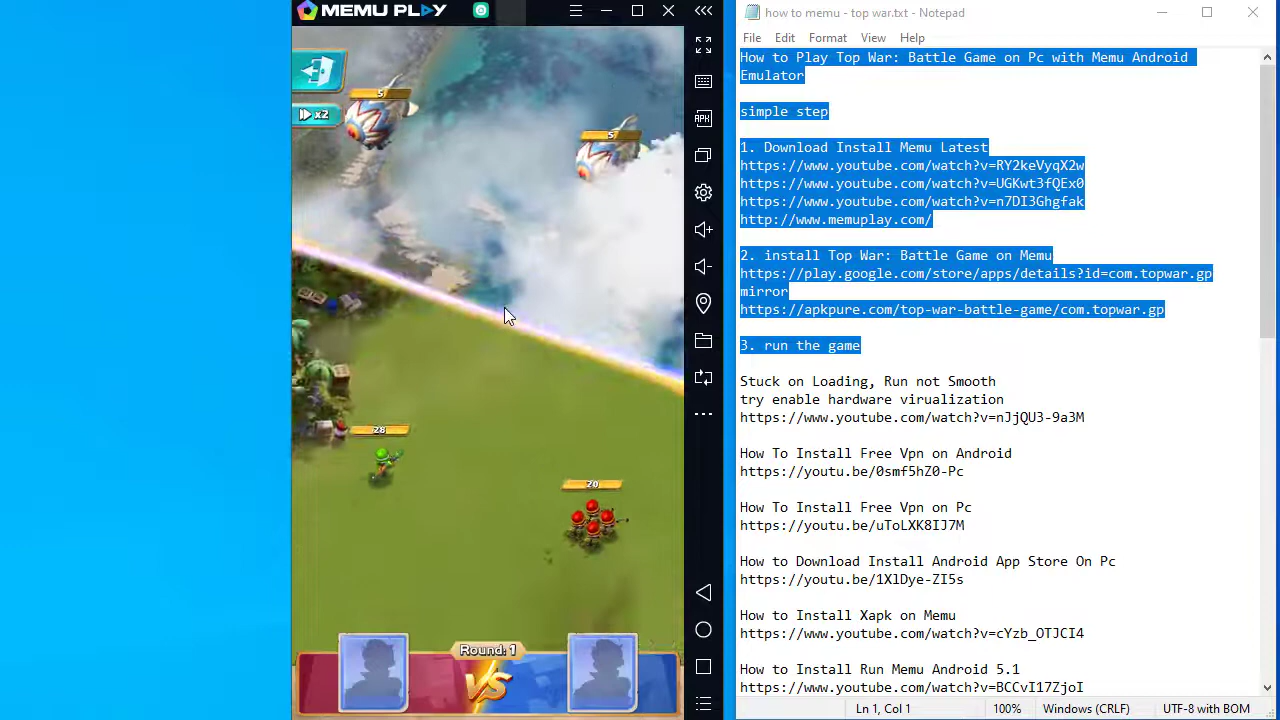 MEMU PLAY
x2
5
5
28
20
Round: 1
VS
how to memu - top war.txt - Notepad
File Edit Format View Help
How to Play Top War: Battle Game on Pc with Memu Android
Emulator
simple step
1. Download Install Memu Latest
https://www.youtube.com/watch?v=RY2keVyqX2w
https://www.youtube.com/watch?v=UGKwt3fQEx0
https://www.youtube.com/watch?v=n7DI3Ghgfak
http://www.memuplay.com/
2. install Top War: Battle Game on Memu
https://play.google.com/store/apps/details?id=com.topwar.gp
mirror
https://apkpure.com/top-war-battle-game/com.topwar.gp
3. run the game
Stuck on Loading, Run not Smooth
try enable hardware virualization
https://www.youtube.com/watch?v=nJjQU3-9a3M
How To Install Free Vpn on Android
https://youtu.be/0smf5hZ0-Pc
How To Install Free Vpn on Pc
https://youtu.be/uToLXK8IJ7M
How to Download Install Android App Store On Pc
https://youtu.be/1XlDye-ZI5s
How to Install Xapk on Memu
https://www.youtube.com/watch?v=cYzb_OTJCI4
How to Install Run Memu Android 5.1
https://www.youtube.com/watch?v=BCCvI17ZjoI
Ln 1, Col 1 100% Windows (CRLF) UTF-8 with BOM
APK